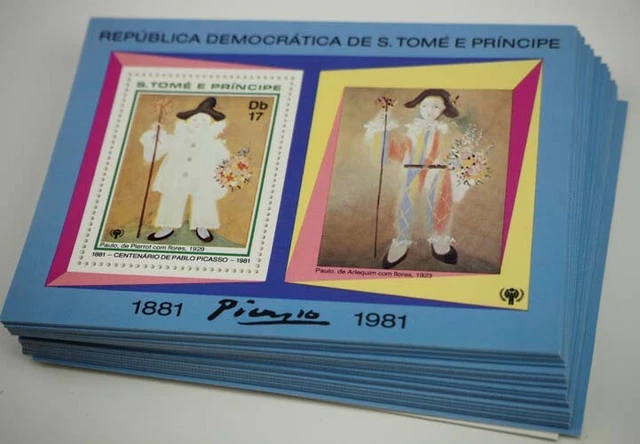 REPÚBLICA DEMOCRÁTICA DE S. TOMÉ E PRÍNCIPE
S. TOMÉ E PRÍNCIPE
Db
17
Paulo, de Pierrot com flores, 1929
1881 – CENTENÁRIO DE PABLO PICASSO – 1981
Paulo, de Arlequim com flores, 1923
1881 Picasso 1981